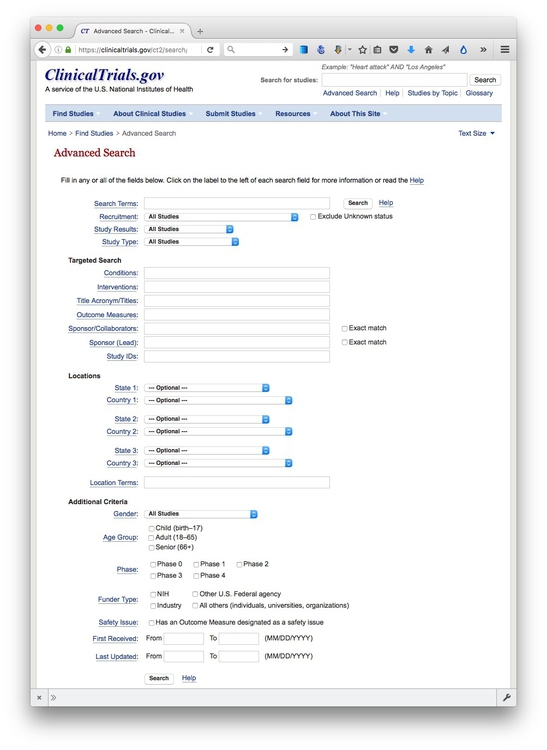 CT Advanced Search - Clinical...
https://clinicaltrials.gov/ct2/search
ClinicalTrials.gov
A service of the U.S. National Institutes of Health
Example: "Heart attack" AND "Los Angeles"
Search for studies:
Search
Advanced Search Help Studies by Topic Glossary
Find Studies About Clinical Studies Submit Studies Resources About This Site
Home > Find Studies > Advanced Search
Text Size
Advanced Search
Fill in any or all of the fields below. Click on the label to the left of each search field for more information or read the Help
Search Terms: Search Help
Recruitment: All Studies Exclude Unknown status
Study Results: All Studies
Study Type: All Studies
Targeted Search
Conditions:
Interventions:
Title Acronym/Titles:
Outcome Measures:
Sponsor/Collaborators: Exact match
Sponsor (Lead): Exact match
Study IDs:
Locations
State 1: --- Optional ---
Country 1: --- Optional ---
State 2: --- Optional ---
Country 2: --- Optional ---
State 3: --- Optional ---
Country 3: --- Optional ---
Location Terms:
Additional Criteria
Gender: All Studies
Age Group: Child (birth–17)
Adult (18–65)
Senior (66+)
Phase: Phase 0 Phase 1 Phase 2
Phase 3 Phase 4
Funder Type: NIH Other U.S. Federal agency
Industry All others (individuals, universities, organizations)
Safety Issue: Has an Outcome Measure designated as a safety issue
First Received: From To (MM/DD/YYYY)
Last Updated: From To (MM/DD/YYYY)
Search Help